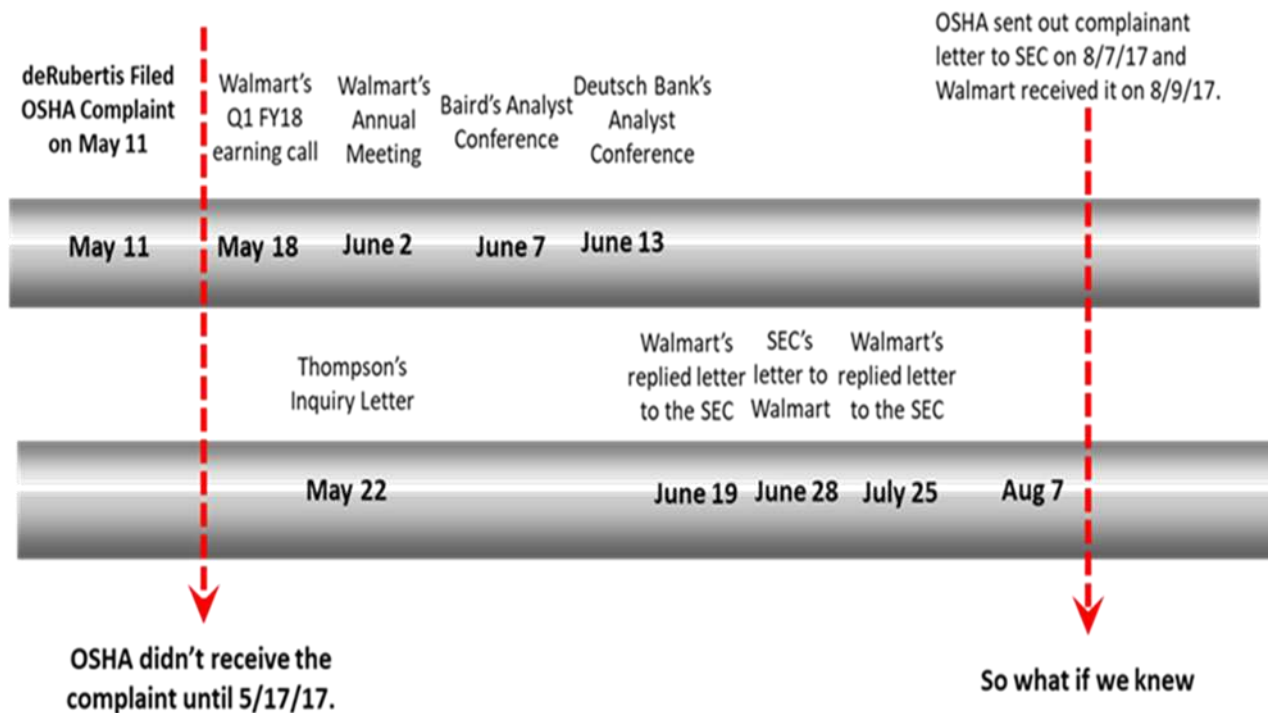 deRubertis Filed
OSHA Complaint
on May 11
Walmart's
Q1 FY18
earning call
Walmart's
Annual
Meeting
Baird's Analyst
Conference
Deutsch Bank's
Analyst
Conference
OSHA sent out complainant
letter to SEC on 8/7/17 and
Walmart received it on 8/9/17.
May 11
May 18
June 2
June 7
June 13
Thompson's
Inquiry Letter
Walmart's
replied letter
to the SEC
SEC's
letter to
Walmart
Walmart's
replied letter
to the SEC
May 22
June 19
June 28
July 25
Aug 7
OSHA didn't receive the
complaint until 5/17/17.
So what if we knew